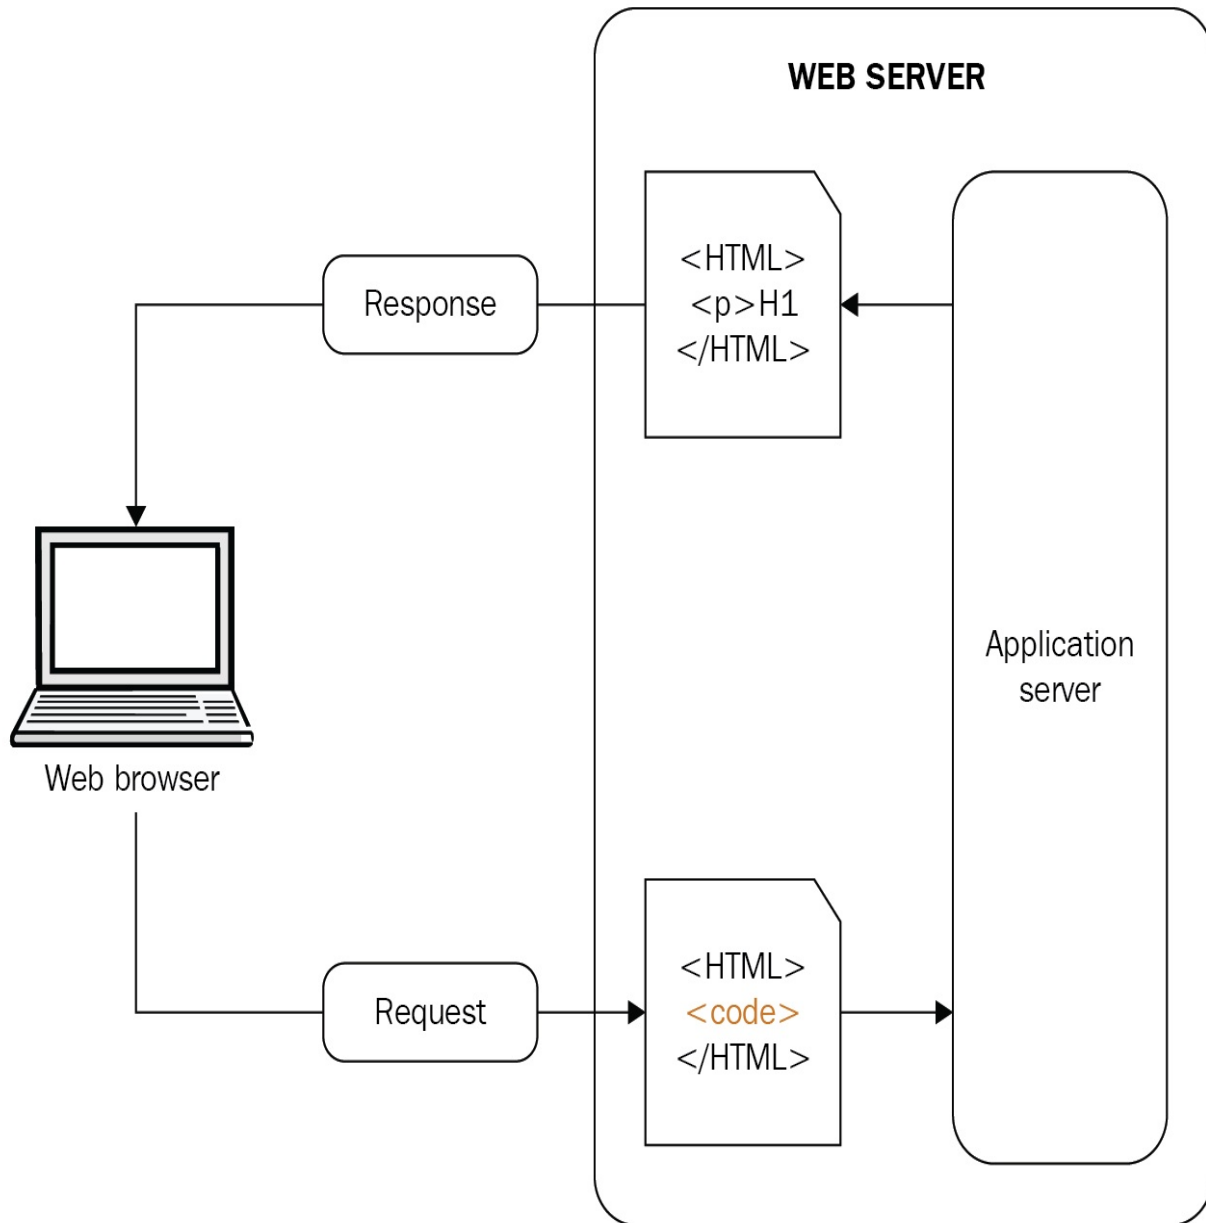 WEB SERVER
<HTML>
<p>H1
</HTML>
Response
Application
server
Web browser
Request
<HTML>
<code>
</HTML>